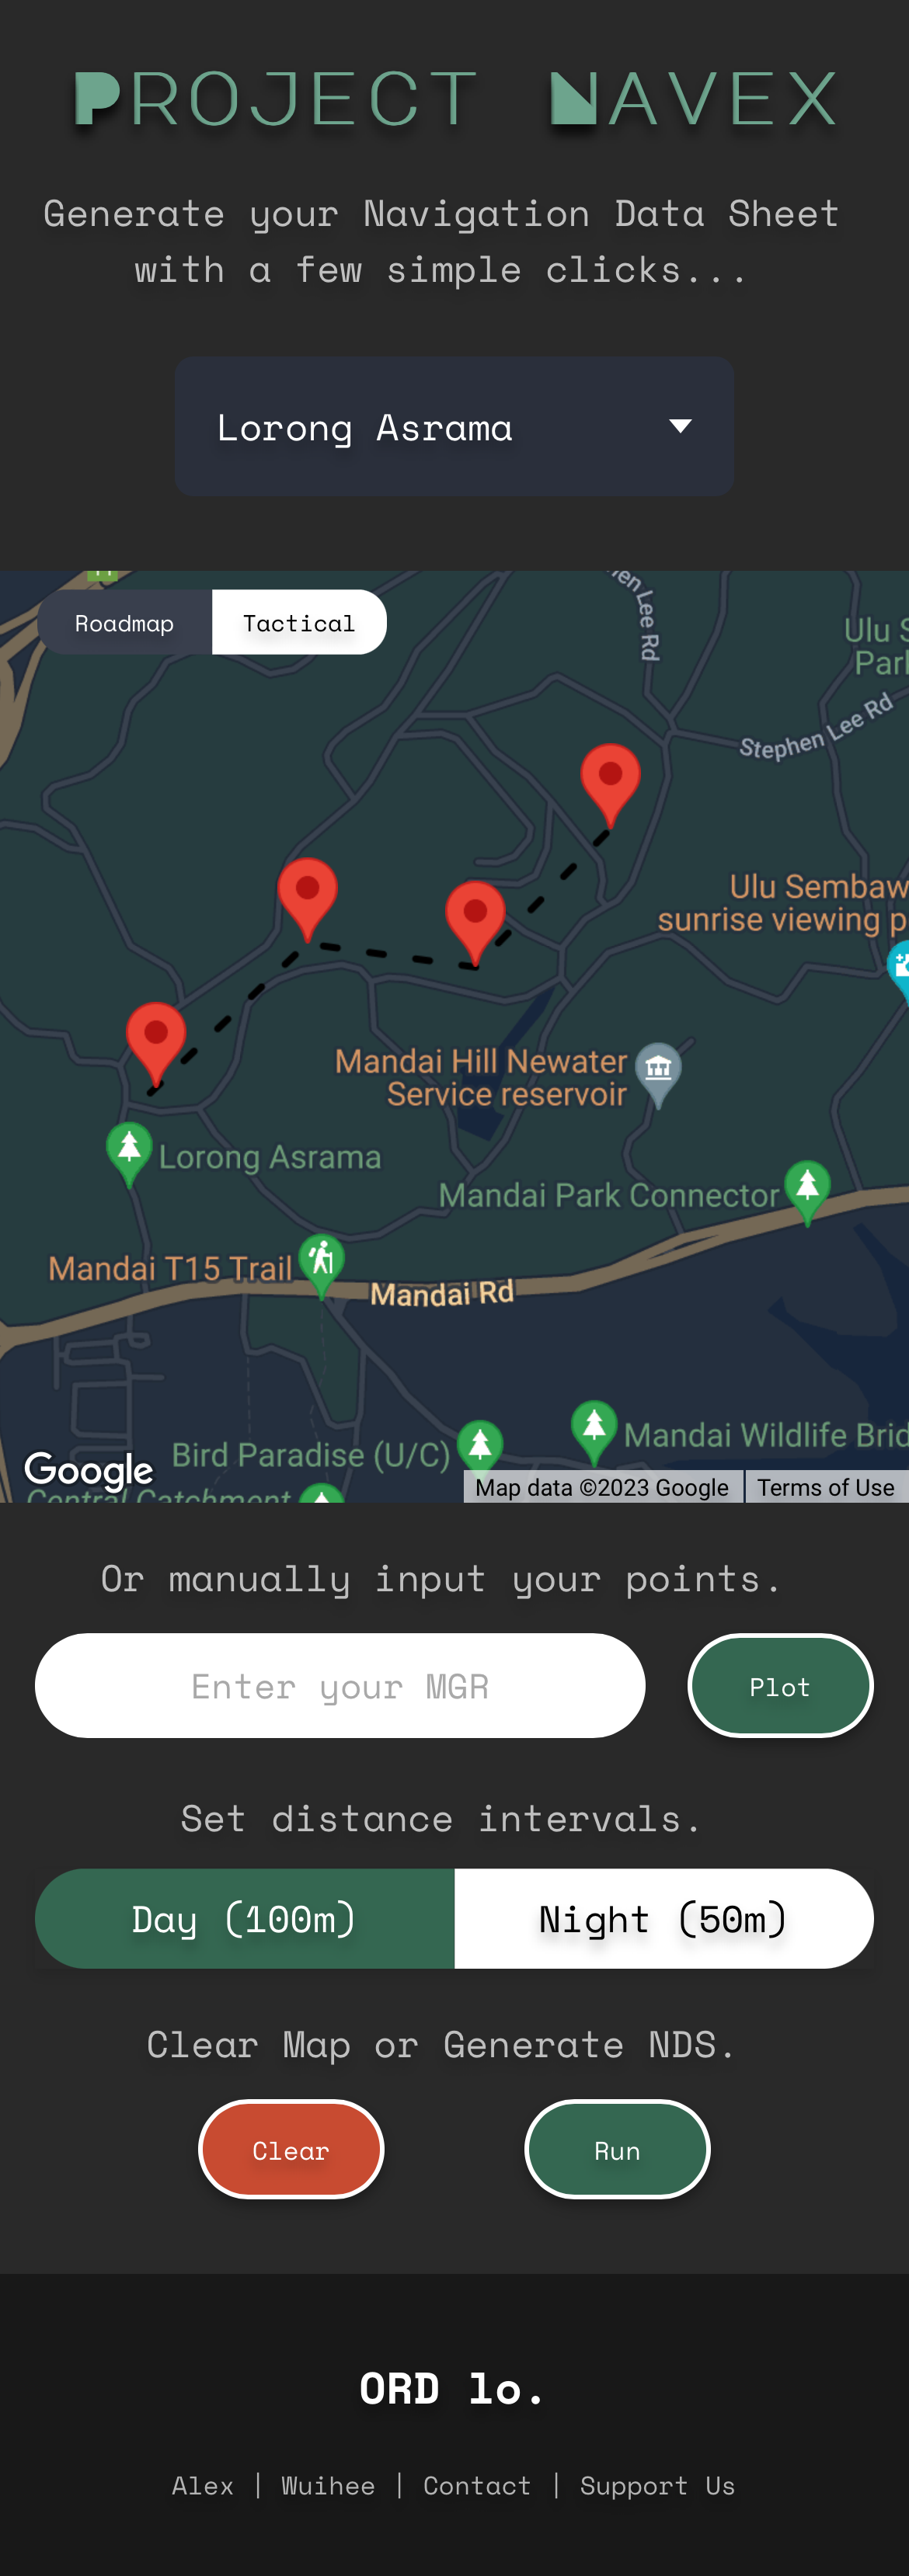 PROJECT NAVEX
Generate your Navigation Data Sheet
with a few simple clicks...
Lorong Asrama
Roadmap
Tactical
Lee Rd
Ulu S
Park
Stephen Lee Rd
Ulu Sembaw
sunrise viewing p
Mandai Hill Newater
Service reservoir
Lorong Asrama
Mandai Park Connector
Mandai T15 Trail
Mandai Rd
Bird Paradise (U/C)
Mandai Wildlife Brid
Google
Central Catchment
Map data ©2023 Google
Terms of Use
Or manually input your points.
Enter your MGR
Plot
Set distance intervals.
Day (100m)
Night (50m)
Clear Map or Generate NDS.
Clear
Run
ORD lo.
Alex | Wuihee | Contact | Support Us